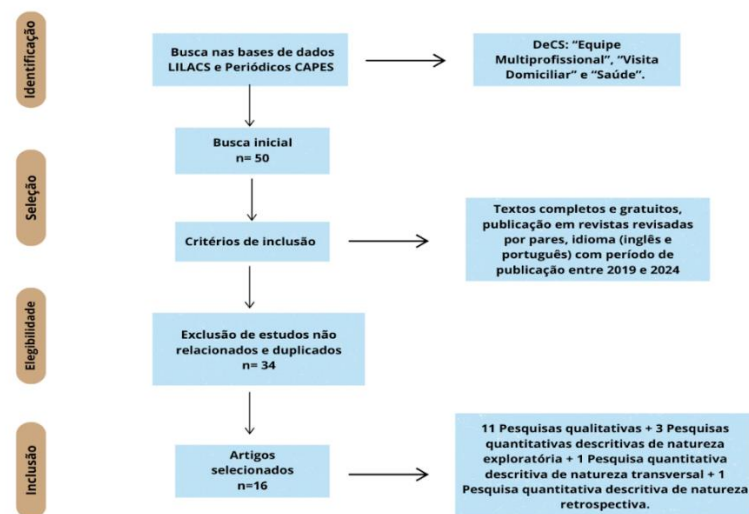 Identificação
Busca nas bases de dados
LILACS e Periódicos CAPES
DeCS: “Equipe
Multiprofissional”, “Visita
Domiciliar” e “Saúde”.
Seleção
Busca inicial
n= 50
Critérios de inclusão
Textos completos e gratuitos,
publicação em revistas revisadas
por pares, idioma (inglês e
português) com período de
publicação entre 2019 e 2024
Elegibilidade
Exclusão de estudos não
relacionados e duplicados
n= 34
Inclusão
Artigos
selecionados
n=16
11 Pesquisas qualitativas + 3 Pesquisas
quantitativas descritivas de natureza
exploratória + 1 Pesquisa quantitativa
descritiva de natureza transversal + 1
Pesquisa quantitativa descritiva de natureza
retrospectiva.